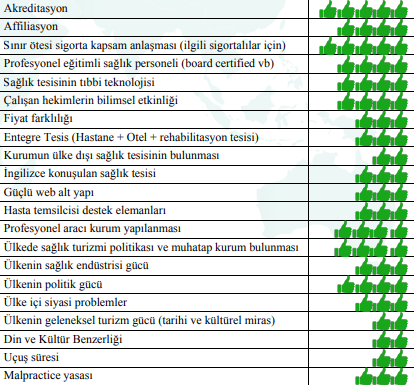 Akreditasyon
Affiliasyon
Sınır ötesi sigorta kapsam anlaşması (ilgili sigortalılar için)
Profesyonel eğitimli sağlık personeli (board certified vb)
Sağlık tesisinin tıbbi teknolojisi
Çalışan hekimlerin bilimsel etkinliği
Fiyat farklılığı
Entegre Tesis (Hastane + Otel + rehabilitasyon tesisi)
Kurumun ülke dışı sağlık tesisinin bulunması
İngilizce konuşulan sağlık tesisi
Güçlü web alt yapı
Hasta temsilcisi destek elemanları
Profesyonel aracı kurum yapılanması
Ülkede sağlık turizmi politikası ve muhatap kurum bulunması
Ülkenin sağlık endüstrisi gücü
Ülkenin politik gücü
Ülke içi siyasi problemler
Ülkenin geleneksel turizm gücü (tarihi ve kültürel miras)
Din ve Kültür Benzerliği
Uçuş süresi
Malpractice yasası